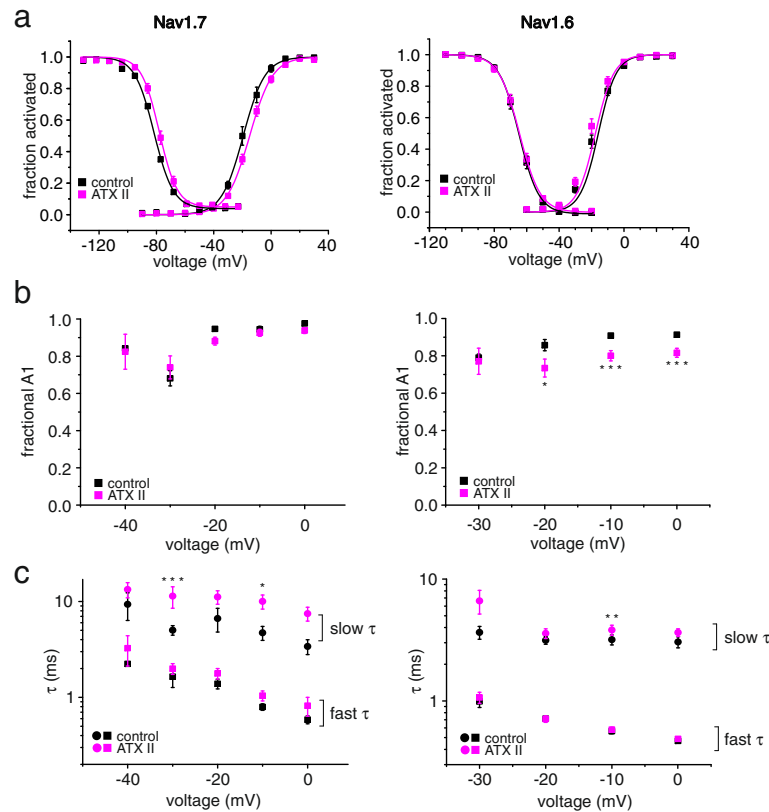 a
Nav1.7
Nav1.6
fraction activated
1.0
0.8
0.6
0.4
0.2
0.0
control
ATX II
-120
-80
-40
0
voltage (mV)
fraction activated
1.0
0.8
0.6
0.4
0.2
0.0
control
ATX II
-120
-80
-40
0
40
voltage (mV)
b
fractional A1
1.0
0.8
0.6
0.4
0.2
0.0
control
ATX II
-40
-30
-20
-10
0
voltage (mV)
fractional A1
1.0
0.8
0.6
0.4
0.2
0.0
*
* * *
* * *
control
ATX II
-30
-20
-10
0
voltage (mV)
c
τ (ms)
10
1
* * *
*
slow τ
fast τ
control
ATX II
-40
-30
-20
-10
0
voltage (mV)
τ (ms)
10
1
* *
slow τ
fast τ
control
ATX II
-30
-20
-10
0
voltage (mV)